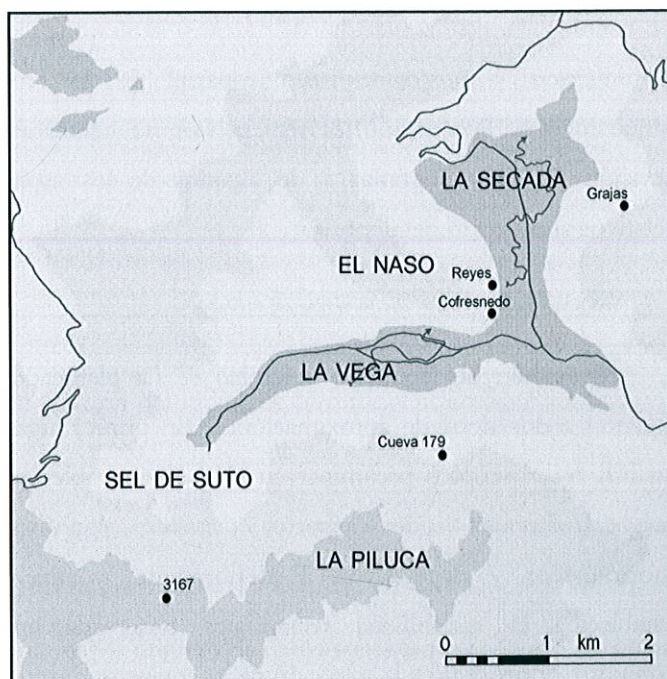 LA SECADA
Grajas
EL NASO
Reyes
Cofresnedo
LA VEGA
Cueva 179
SEL DE SUTO
LA PILUCA
3167
0 1 km 2